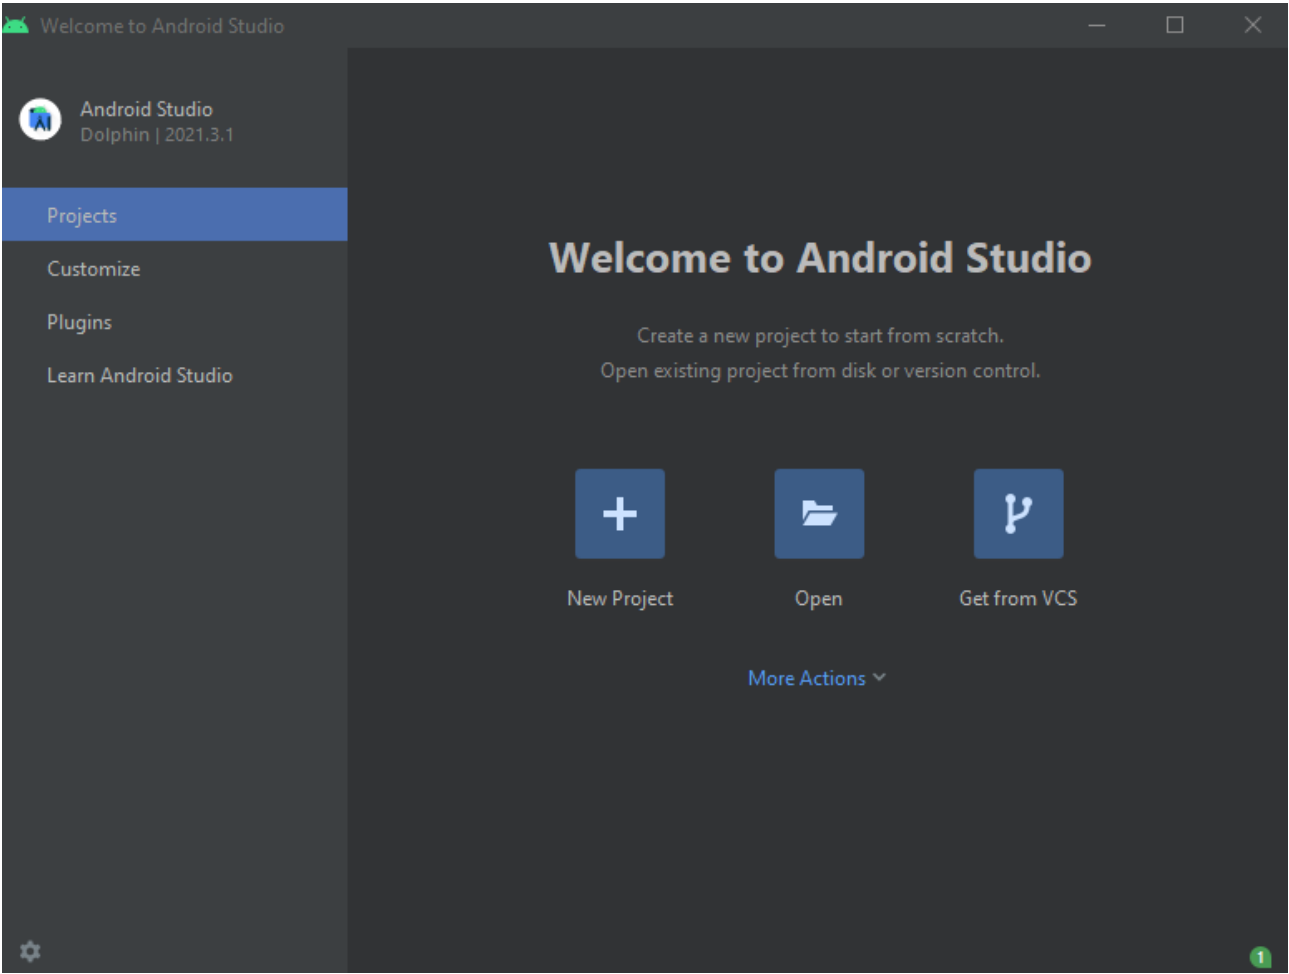 Welcome to Android Studio
Android Studio
Dolphin | 2021.3.1
Projects
Customize
Plugins
Learn Android Studio
Welcome to Android Studio
Create a new project to start from scratch.
Open existing project from disk or version control.
New Project
Open
Get from VCS
More Actions
1